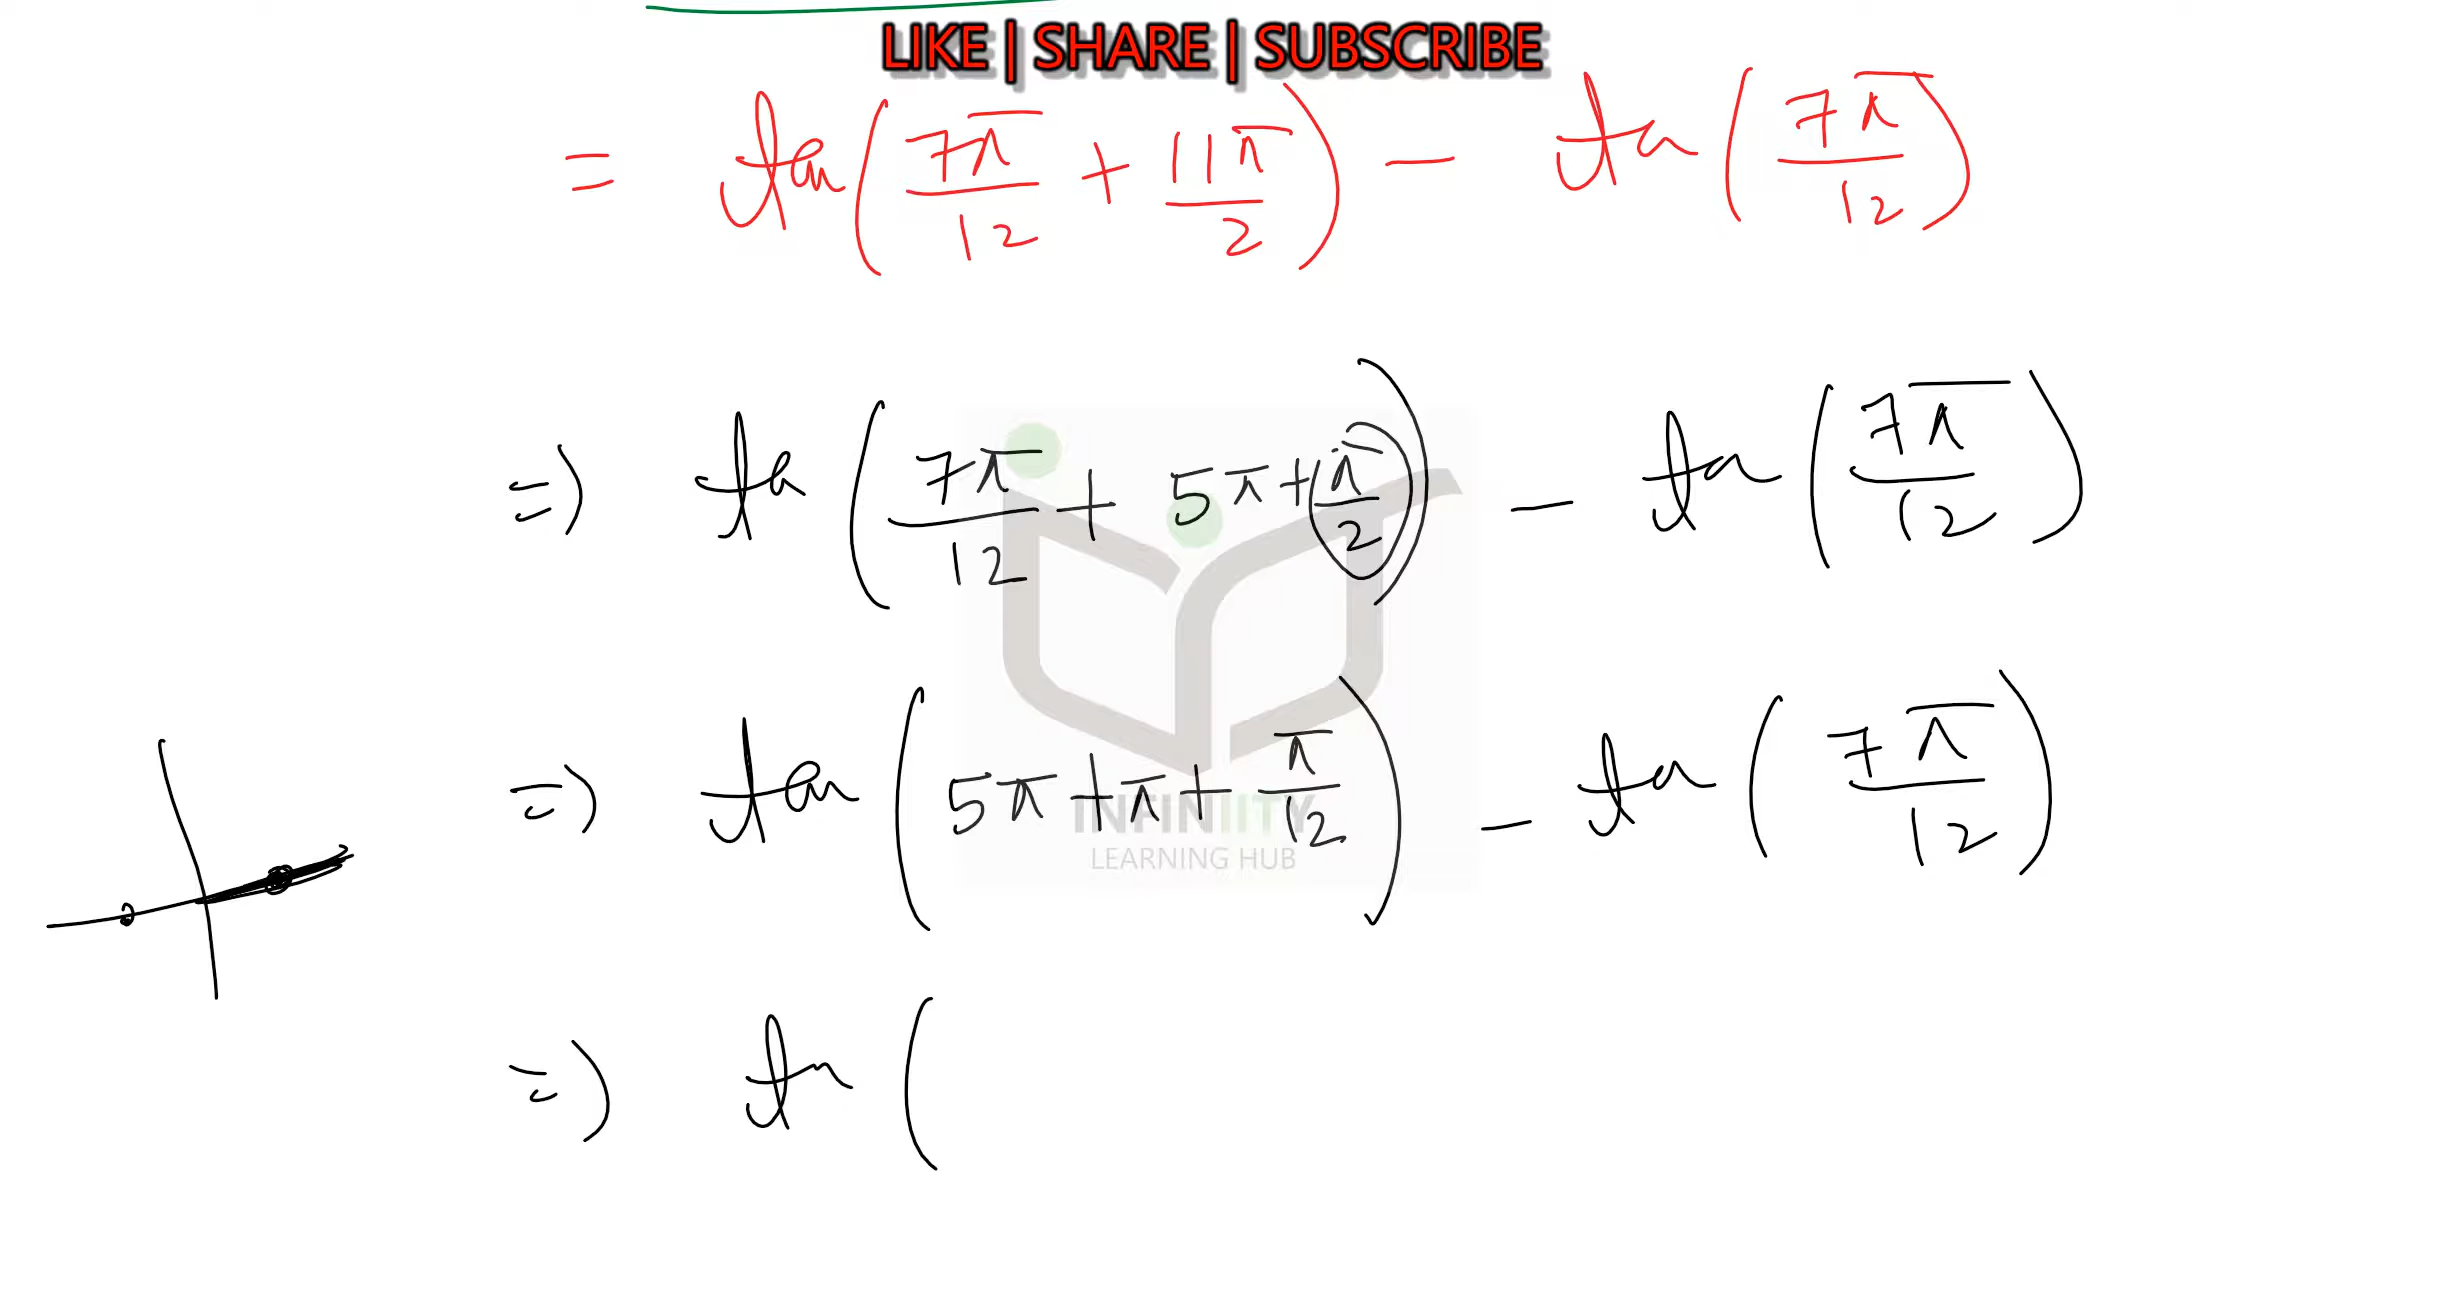 LIKE | SHARE | SUBSCRIBE
= tan(7π/12 + 11π/2) − tan(7π/12)
=) tan(7π/12 + 5π + π/2) − tan(7π/12)
=) tan(5π + π + π/12) − tan(7π/12)
INFINIITY
LEARNING HUB
=) tan(